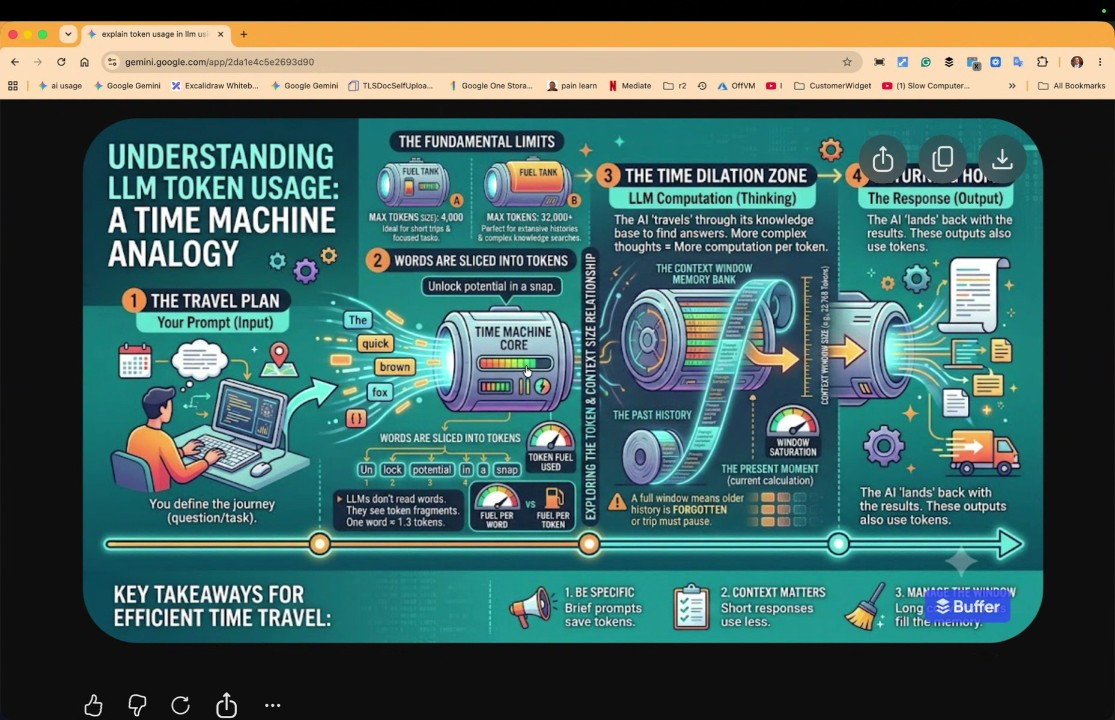 explain token usage in llm usi
gemini.google.com/app/2da1e4c5e2693d90
ai usage
Google Gemini
Excalidraw Whiteb...
Google Gemini
TLSDocSelfUploa...
Google One Stora...
pain learn
Mediate
r2
OffVM
I
CustomerWidget
(1) Slow Computer...
All Bookmarks
UNDERSTANDING
LLM TOKEN USAGE:
A TIME MACHINE
ANALOGY
1 THE TRAVEL PLAN
Your Prompt (Input)
You define the journey
(question/task).
THE FUNDAMENTAL LIMITS
FUEL TANK
A
MAX TOKENS SIZE): 4,000
Ideal for short trips &
focused tasks.
FUEL TANK
B
MAX TOKENS: 32,000+
Perfect for extansive histories
& complex knowledge searches.
2 WORDS ARE SLICED INTO TOKENS
Unlock potential in a snap.
The
quick
brown
fox
{ }
TIME MACHINE
CORE
WORDS ARE SLICED INTO TOKENS
Un lock potential in a snap
1 2 3 4
TOKEN FUEL
USED
LLMs don't read words.
They see token fragments.
One word ≈ 1.3 tokens.
FUEL PER
WORD
VS
FUEL PER
TOKEN
EXPLORING THE TOKEN & CONTEXT SIZE RELATIONSHIP
3 THE TIME DILATION ZONE
LLM Computation (Thinking)
The AI 'travels' through its knowledge
base to find answers. More complex
thoughts = More computation per token.
THE CONTEXT WINDOW
MEMORY BANK
CONTEXT WINDOW SIZE (e.g., 22,768 Tokens)
THE PAST HISTORY
WINDOW
SATURATION
THE PRESENT MOMENT
(current calculation)
A full window means older
history is FORGOTTEN
or trip must pause.
4
The Response (Output)
The AI 'lands' back with the
results. These outputs also
use tokens.
The AI 'lands' back with
the results. These outputs
also use tokens.
KEY TAKEAWAYS FOR
EFFICIENT TIME TRAVEL:
1. BE SPECIFIC
Brief prompts
save tokens.
2. CONTEXT MATTERS
Short responses
use less.
3. MANAGE THE WINDOW
Long
fill the memory.
Buffer